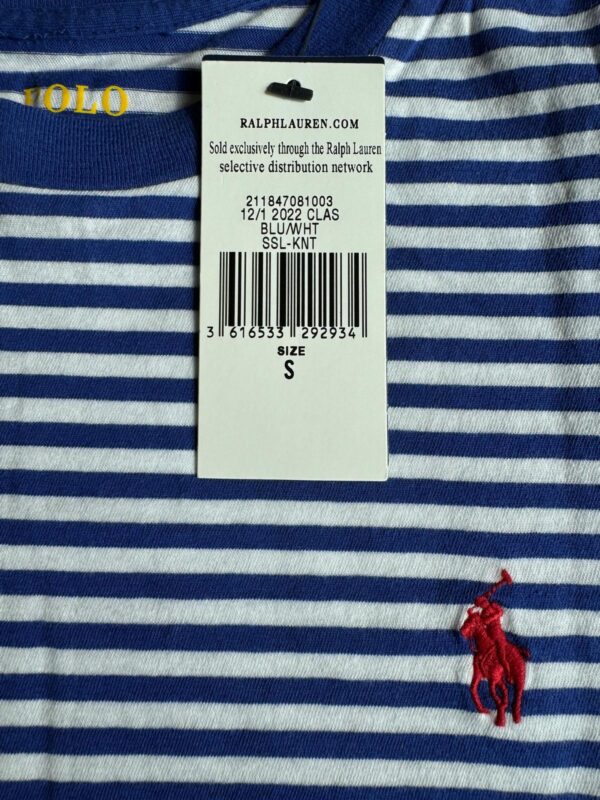 POLO
RALPHLAUREN.COM
Sold exclusively through the Ralph Lauren
selective distribution network
211847081003
12/1 2022 CLAS
BLU/WHT
SSL-KNT
3 616533 292934
SIZE
S